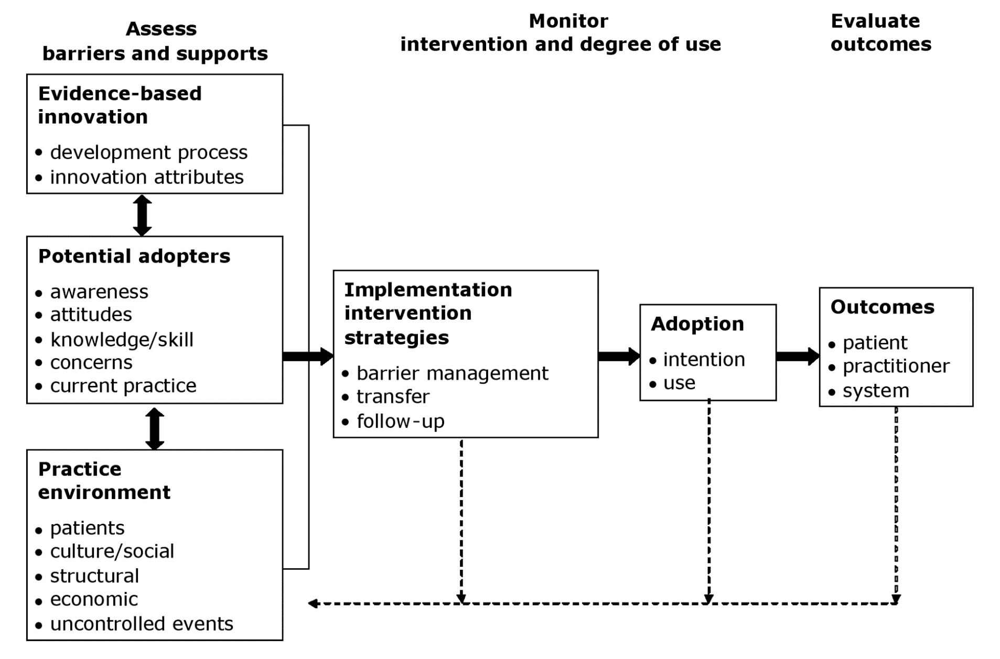 Assess
barriers and supports
Monitor
intervention and degree of use
Evaluate
outcomes
Evidence-based
innovation
• development process
• innovation attributes
Potential adopters
• awareness
• attitudes
• knowledge/skill
• concerns
• current practice
Practice
environment
• patients
• culture/social
• structural
• economic
• uncontrolled events
Implementation
intervention
strategies
• barrier management
• transfer
• follow-up
Adoption
• intention
• use
Outcomes
• patient
• practitioner
• system